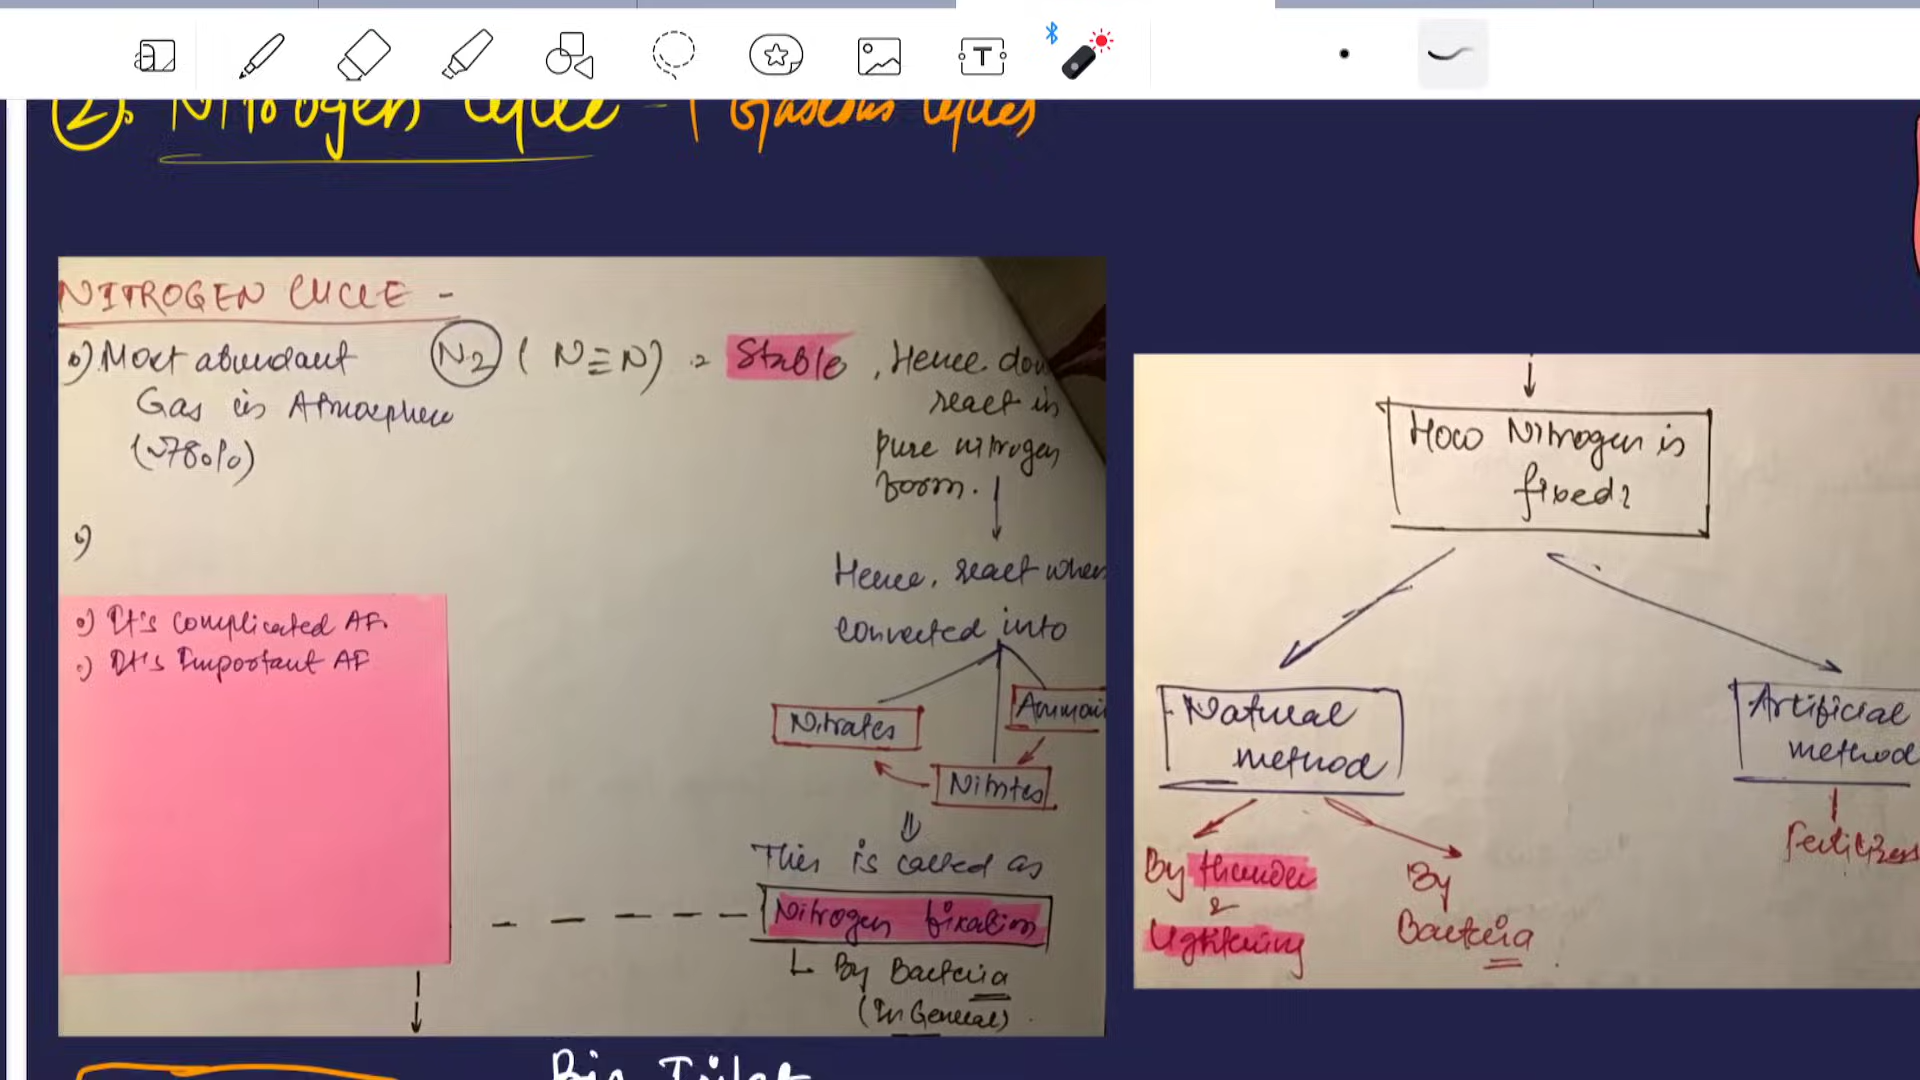 ②. Nitrogen Cycle - Gaseous Cycles
NITROGEN CYCLE -
Most abundant
Gas in Atmosphere
(~78%)
N2 ( N≡N) : Stable , Hence don
react in
pure nitrogen
form.
Hence, react when
converted into
Nitrates
Ammoni
Nitrites
This is called as
Nitrogen fixation
By Bacteria
(In General)
It's Complicated AF.
It's Important AF
How Nitrogen is
fixed?
Natural
method
Artificial
method
By thunder
&
lightening
By
Bacteria
Fertilizers
T